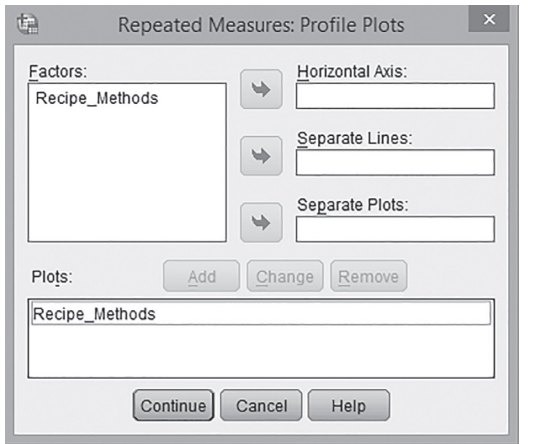 Repeated Measures: Profile Plots
Factors:
Recipe_Methods
Horizontal Axis:
Separate Lines:
Separate Plots:
Plots:
Add
Change
Remove
Recipe_Methods
Continue
Cancel
Help